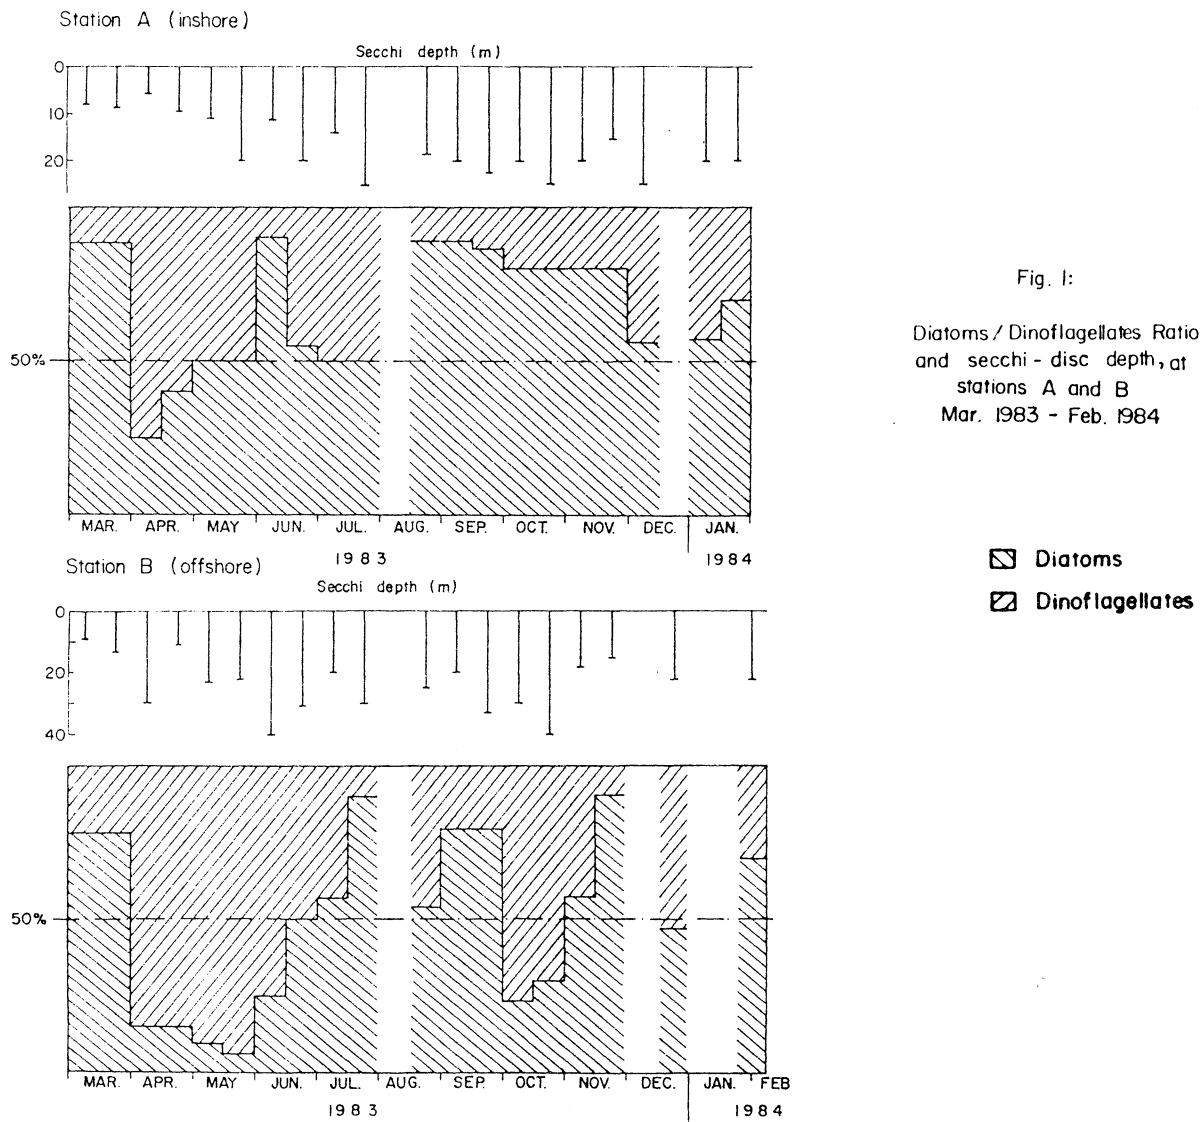 Station A (inshore)
Secchi depth (m)
0
10
20
50%
MAR. APR. MAY JUN. JUL. AUG. SEP. OCT. NOV. DEC. JAN.
1983 1984
Station B (offshore)
Secchi depth (m)
0
20
40
50%
MAR. APR. MAY JUN. JUL. AUG. SEP. OCT. NOV. DEC. JAN. FEB
1983 1984
Fig. 1:
Diatoms/Dinoflagellates Ratio
and secchi-disc depth, at
stations A and B
Mar. 1983 - Feb. 1984
Diatoms
Dinoflagellates